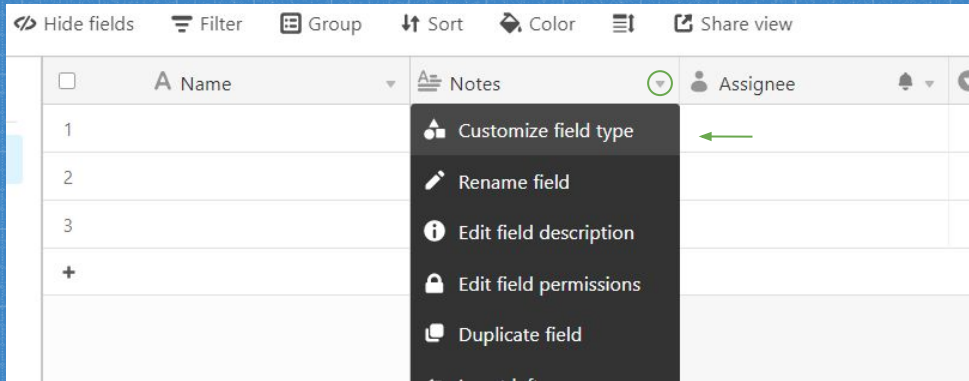 Hide fields Filter Group Sort Color Share view
Name Notes Assignee
1
Customize field type
2
Rename field
3
Edit field description
Edit field permissions
Duplicate field